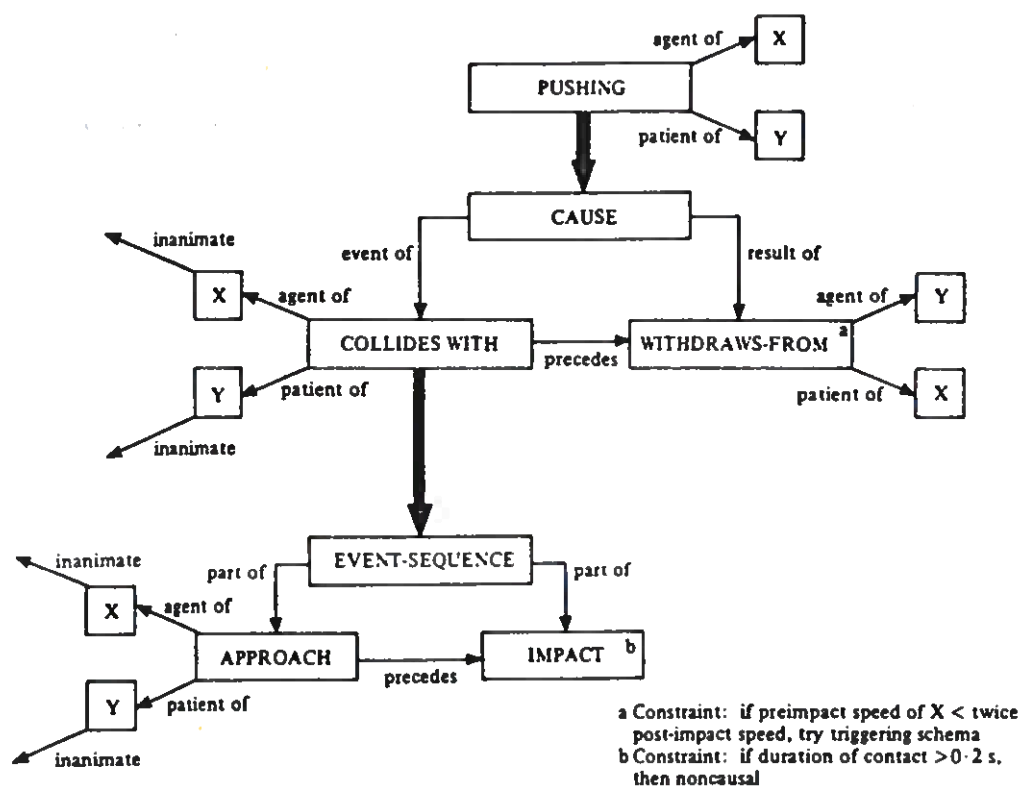 agent of
X
PUSHING
patient of
Y
CAUSE
inanimate
event of
result of
X
agent of
agent of
Y
COLLIDES WITH
precedes
WITHDRAWS-FROM a
Y
patient of
patient of
X
inanimate
EVENT-SEQUENCE
inanimate
part of
part of
X
agent of
APPROACH
precedes
IMPACT b
Y
patient of
inanimate
a Constraint: if preimpact speed of X < twice
post-impact speed, try triggering schema
b Constraint: if duration of contact >0·2 s,
then noncausal